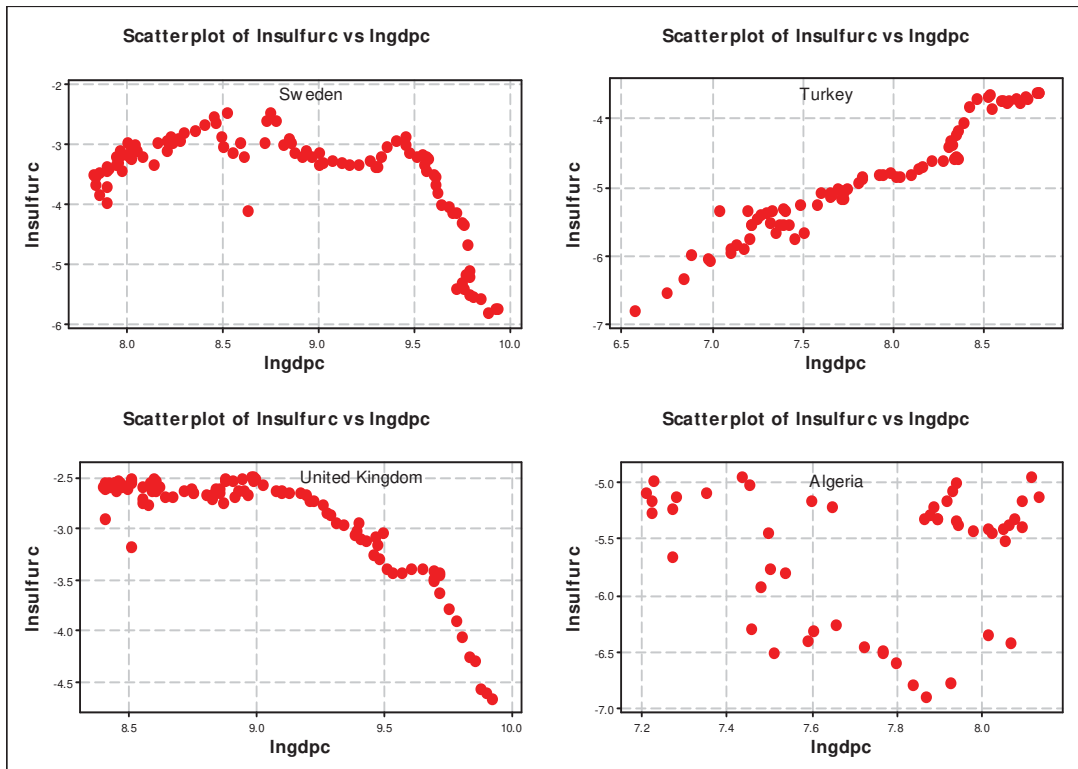 Scatterplot of lnsulfurc vs lngdpc
Sweden
lnsulfurc
-2
-3
-4
-5
-6
8.0 8.5 9.0 9.5 10.0
lngdpc
Scatterplot of lnsulfurc vs lngdpc
Turkey
lnsulfurc
-4
-5
-6
-7
6.5 7.0 7.5 8.0 8.5
lngdpc
Scatterplot of lnsulfurc vs lngdpc
United Kingdom
lnsulfurc
-2.5
-3.0
-3.5
-4.0
-4.5
8.5 9.0 9.5 10.0
lngdpc
Scatterplot of lnsulfurc vs lngdpc
Algeria
lnsulfurc
-5.0
-5.5
-6.0
-6.5
-7.0
7.2 7.4 7.6 7.8 8.0
lngdpc